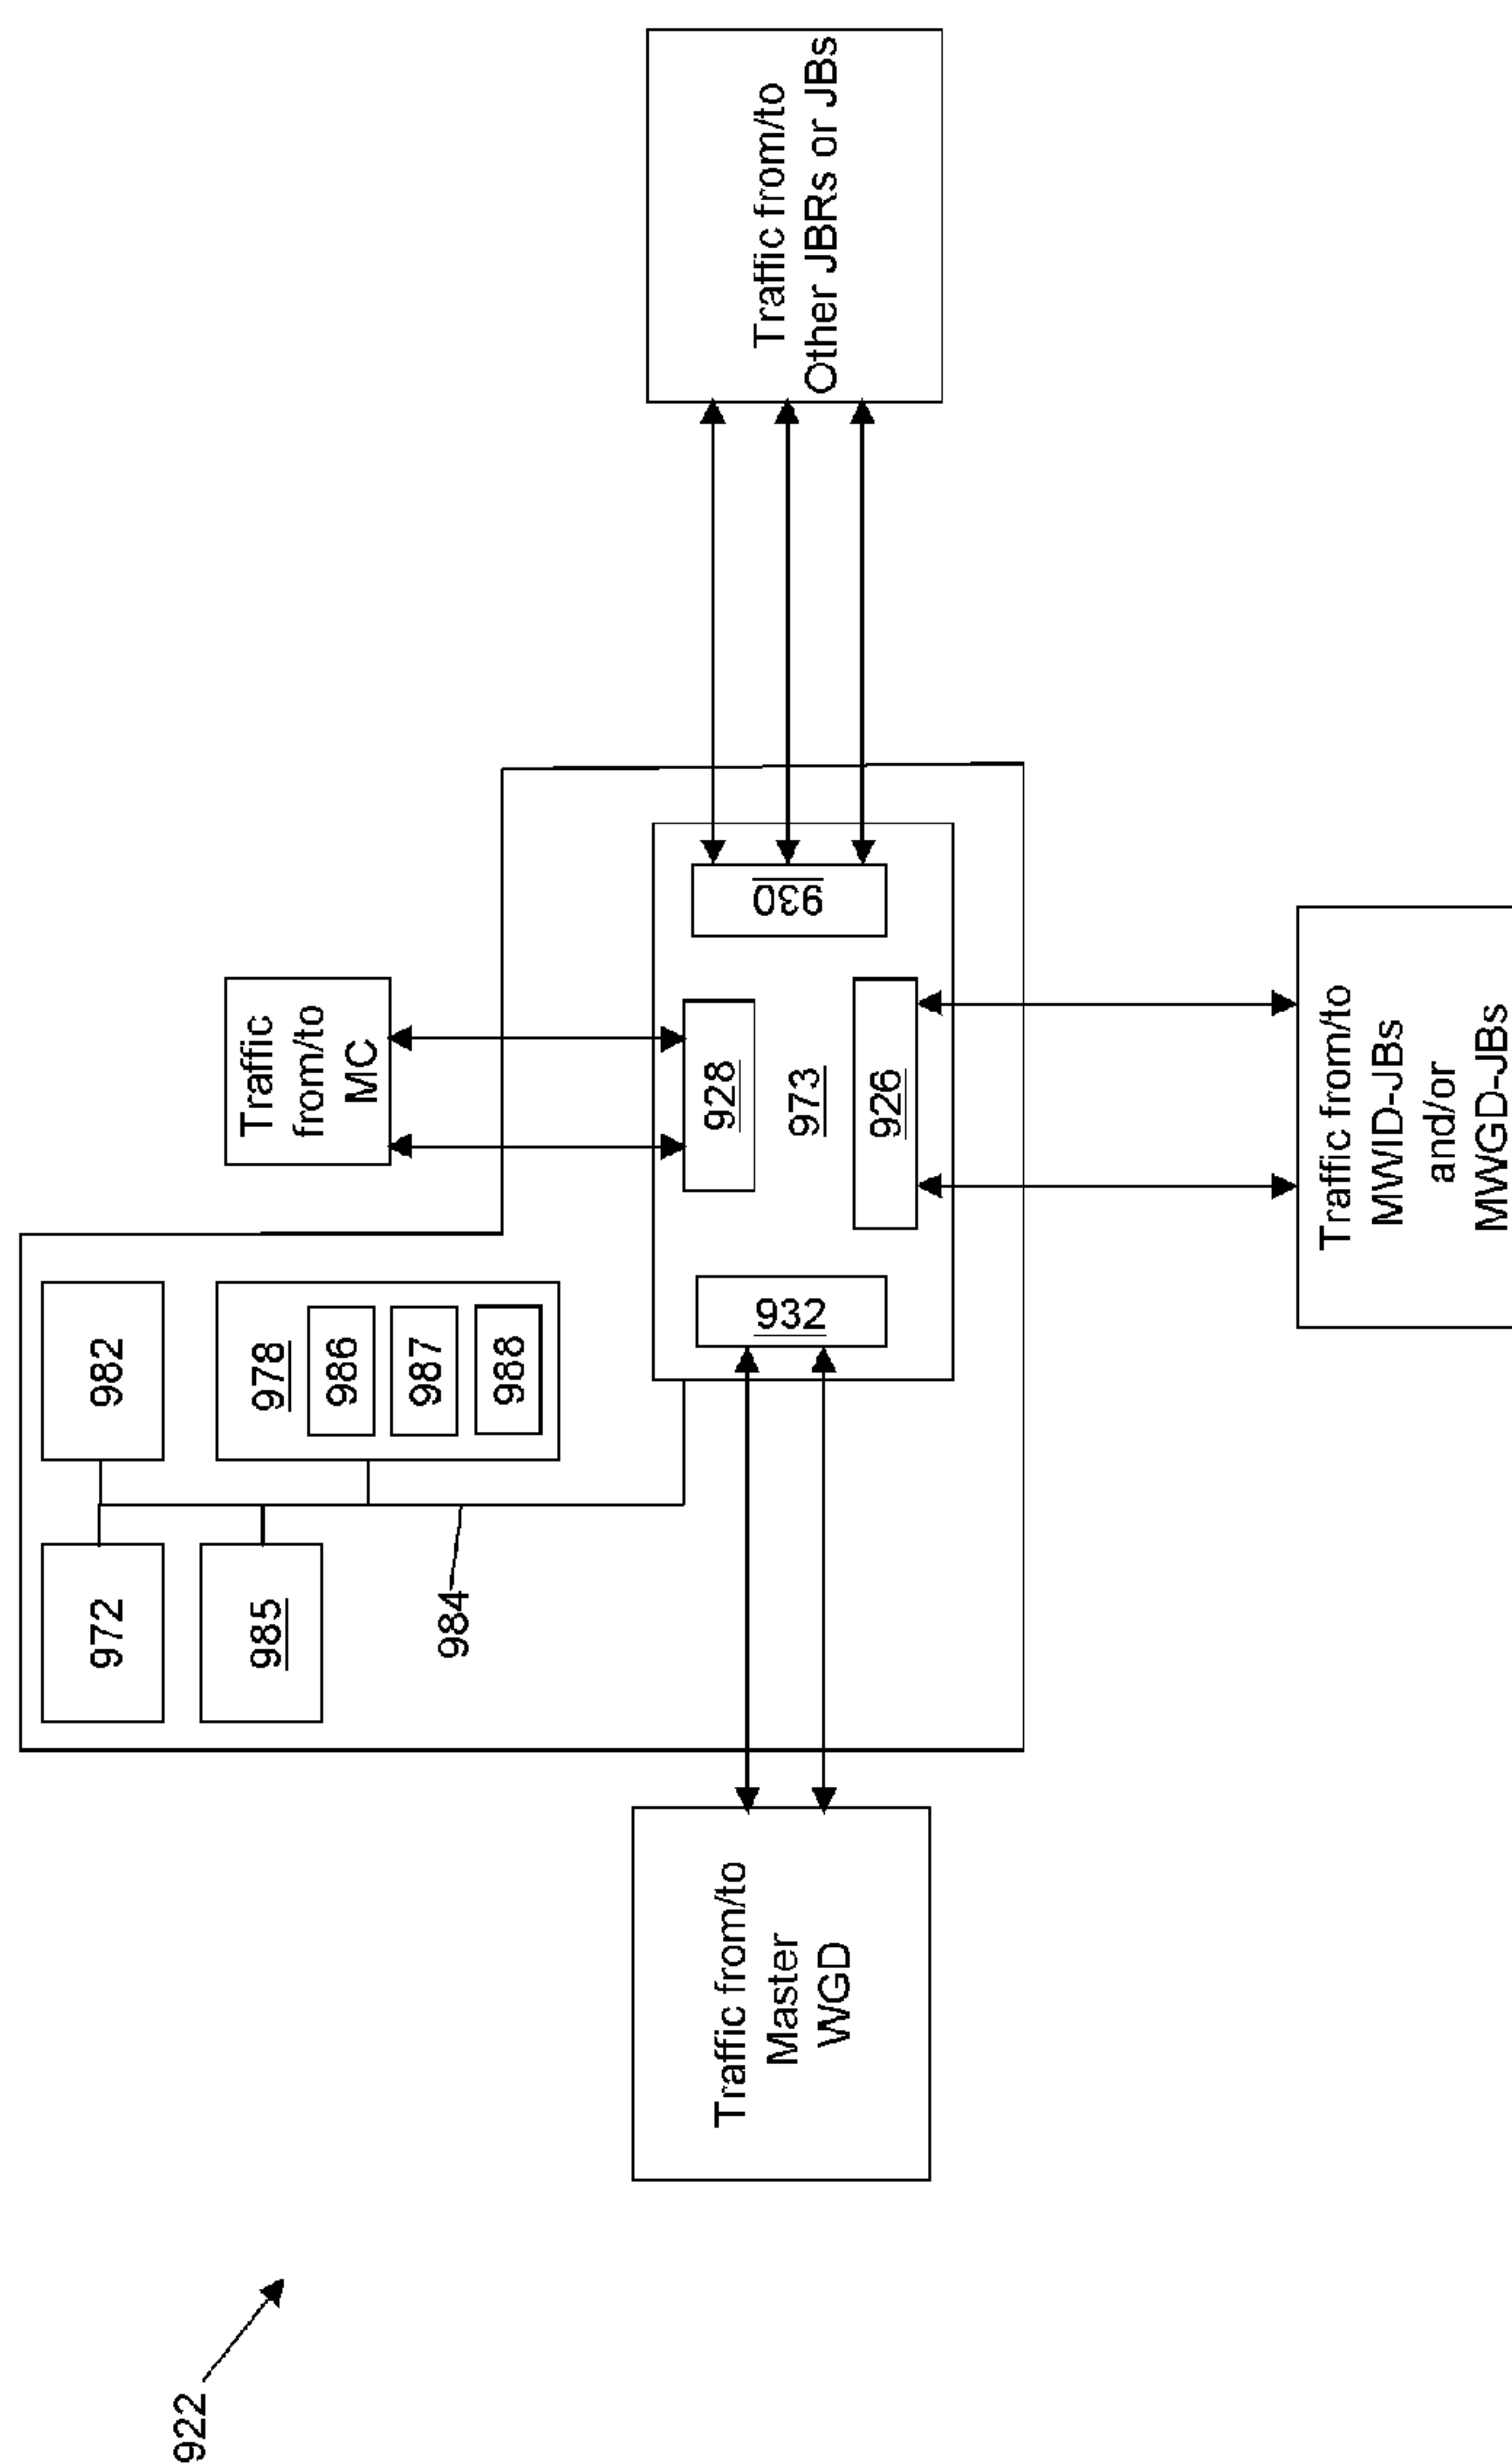 922
972
982
985
978
986
987
988
984
Traffic
from/to
MC
928
973
926
932
930
Traffic from/to
Master
WGD
Traffic from/to
Other JBRs or JBs
Traffic from/to
MWID-JBs
and/or
MWGD-JBs